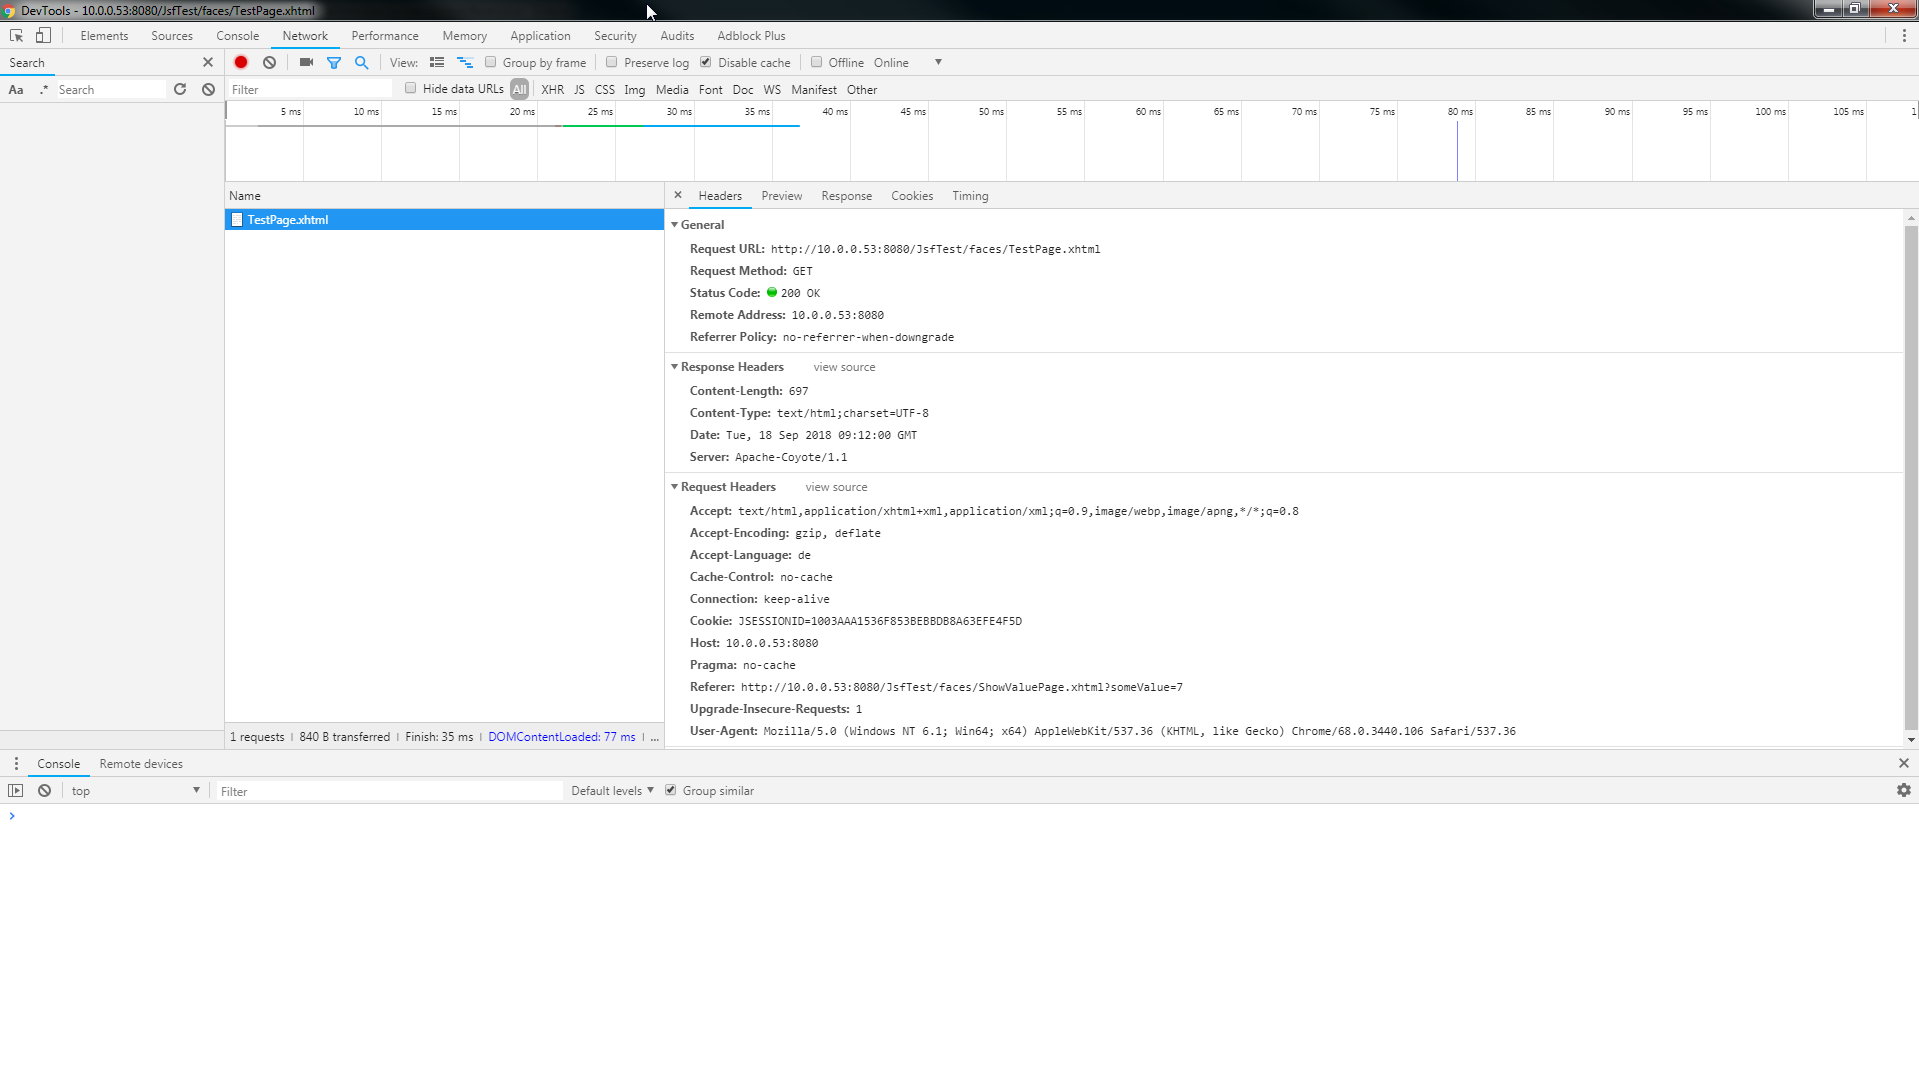 DevTools - 10.0.0.53:8080/JsfTest/faces/TestPage.xhtml
Elements Sources Console Network Performance Memory Application Security Audits Adblock Plus
Search
View: Group by frame Preserve log Disable cache Offline Online
Aa .* Search
Filter Hide data URLs All XHR JS CSS Img Media Font Doc WS Manifest Other
5 ms 10 ms 15 ms 20 ms 25 ms 30 ms 35 ms 40 ms 45 ms 50 ms 55 ms 60 ms 65 ms 70 ms 75 ms 80 ms 85 ms 90 ms 95 ms 100 ms 105 ms 1
Name
TestPage.xhtml
Headers Preview Response Cookies Timing
General
Request URL: http://10.0.0.53:8080/JsfTest/faces/TestPage.xhtml
Request Method: GET
Status Code: 200 OK
Remote Address: 10.0.0.53:8080
Referrer Policy: no-referrer-when-downgrade
Response Headers view source
Content-Length: 697
Content-Type: text/html;charset=UTF-8
Date: Tue, 18 Sep 2018 09:12:00 GMT
Server: Apache-Coyote/1.1
Request Headers view source
Accept: text/html,application/xhtml+xml,application/xml;q=0.9,image/webp,image/apng,*/*;q=0.8
Accept-Encoding: gzip, deflate
Accept-Language: de
Cache-Control: no-cache
Connection: keep-alive
Cookie: JSESSIONID=1003AAA1536F853BEBBDB8A63EFE4F5D
Host: 10.0.0.53:8080
Pragma: no-cache
Referer: http://10.0.0.53:8080/JsfTest/faces/ShowValuePage.xhtml?someValue=7
Upgrade-Insecure-Requests: 1
User-Agent: Mozilla/5.0 (Windows NT 6.1; Win64; x64) AppleWebKit/537.36 (KHTML, like Gecko) Chrome/68.0.3440.106 Safari/537.36
1 requests | 840 B transferred | Finish: 35 ms | DOMContentLoaded: 77 ms | ...
Console Remote devices
top Filter Default levels Group similar